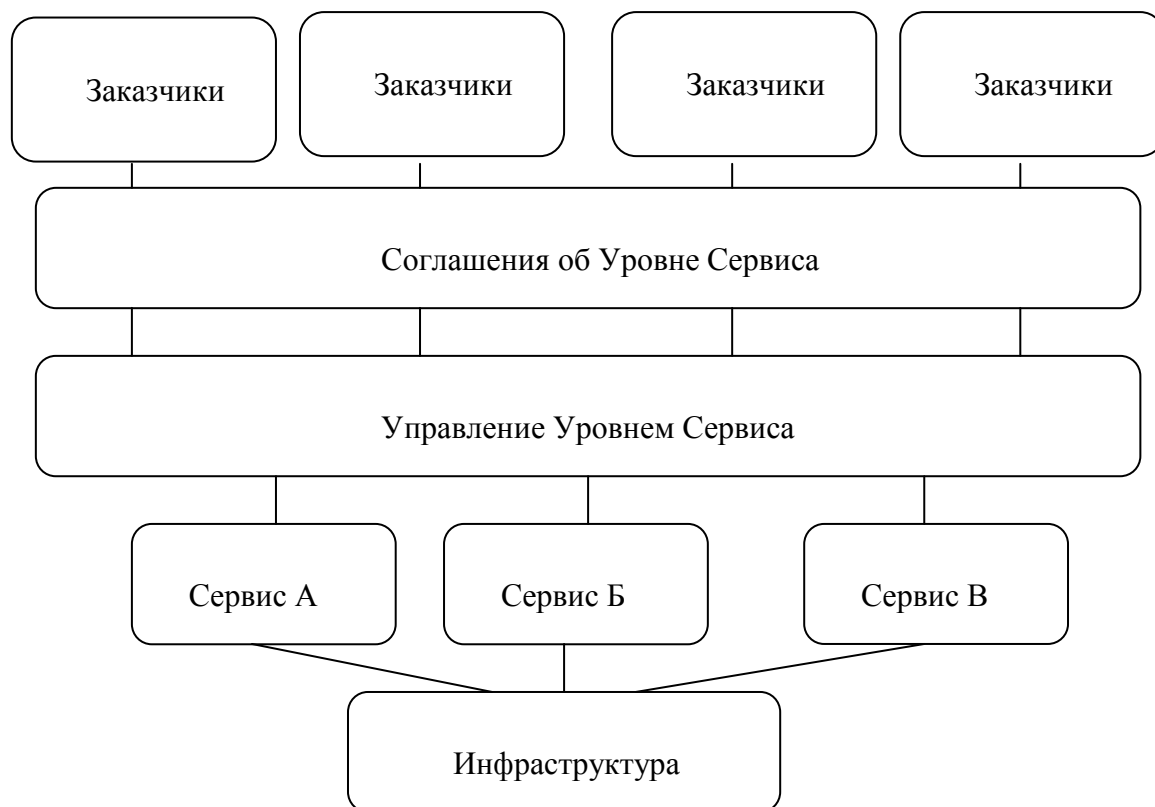 Заказчики
Заказчики
Заказчики
Заказчики
Соглашения об Уровне Сервиса
Управление Уровнем Сервиса
Сервис А
Сервис Б
Сервис В
Инфраструктура